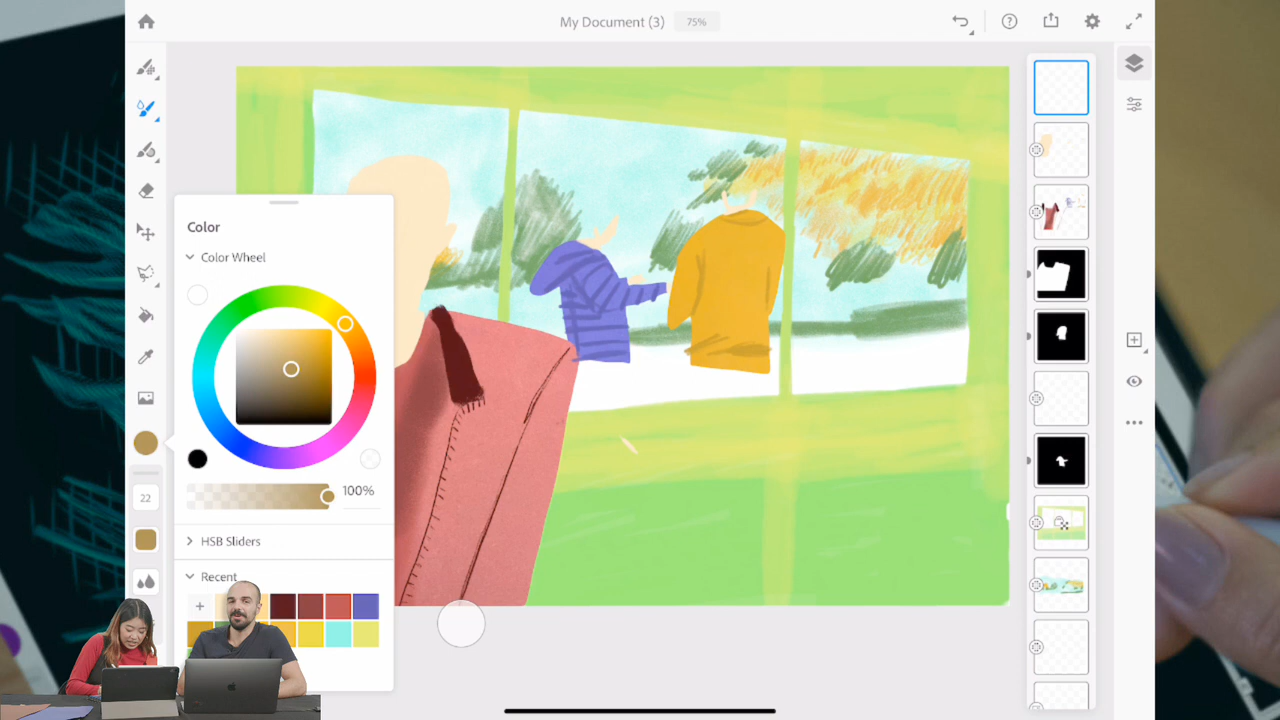 My Document (3) 75%
Color
Color Wheel
100%
22
HSB Sliders
Recent